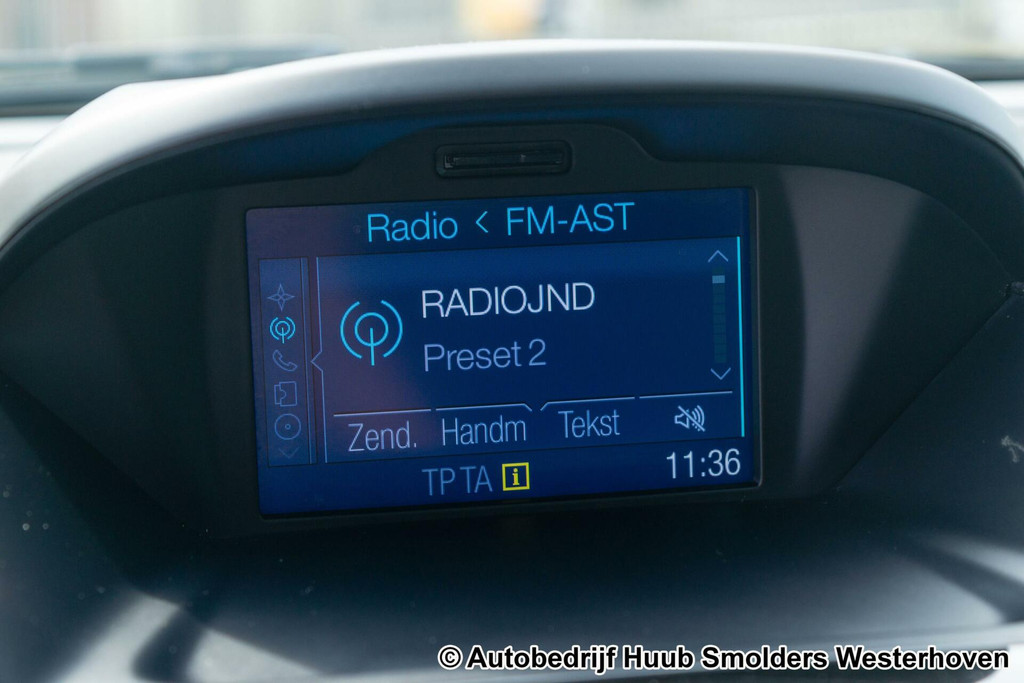 Radio < FM-AST
RADIOJND
Preset 2
Zend. Handm Tekst
TP TA i 11:36
© Autobedrijf Huub Smolders Westerhoven